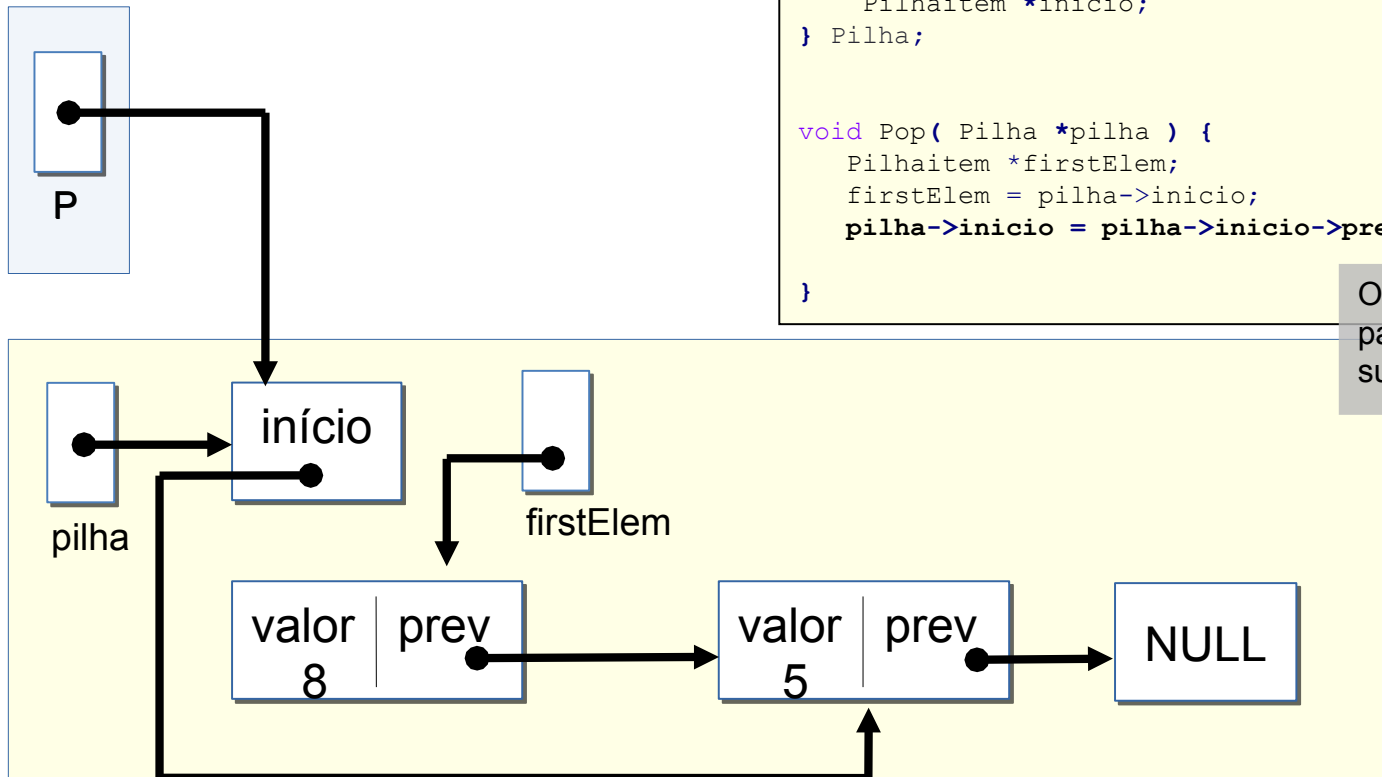 Pilhaitem *inicio;
} Pilha;
void Pop( Pilha *pilha ) {
Pilhaitem *firstElem;
firstElem = pilha->inicio;
pilha->inicio = pilha->inicio->pre
}
P
início
pilha
firstElem
valor prev
8
valor prev
5
NULL